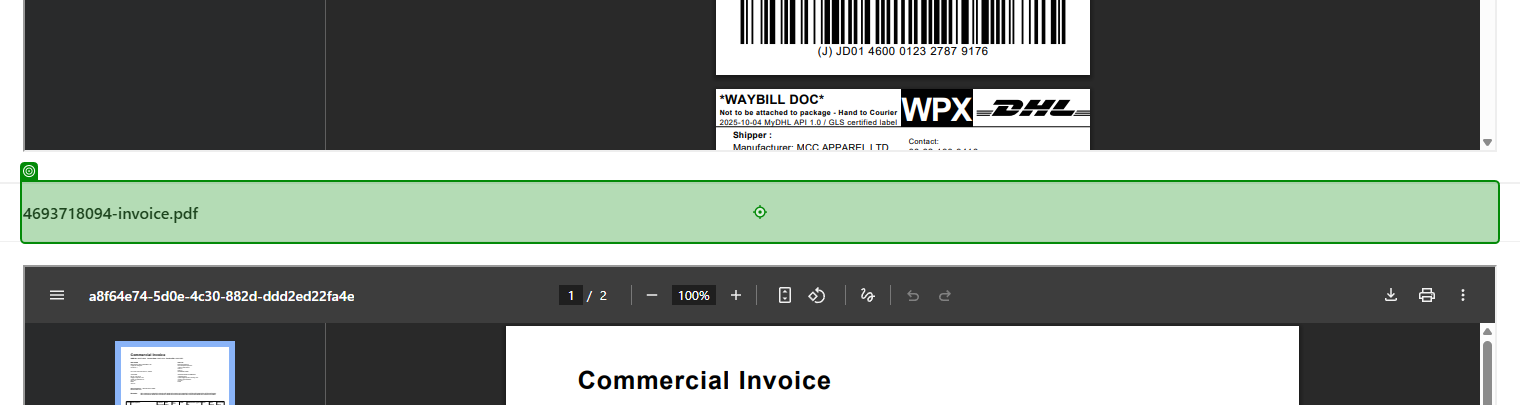 (J) JD01 4600 0123 2787 9176
*WAYBILL DOC*
Not to be attached to package - Hand to Courier
2025-10-04 MyDHL API 1.0 / GLS certified label
WPX
DHL
Shipper :
Contact:
Manufacturer: MCC APPAREL LTD
4693718094-invoice.pdf
a8f64e74-5d0e-4c30-882d-ddd2ed22fa4e
1 / 2
100%
Commercial Invoice
Commercial Invoice